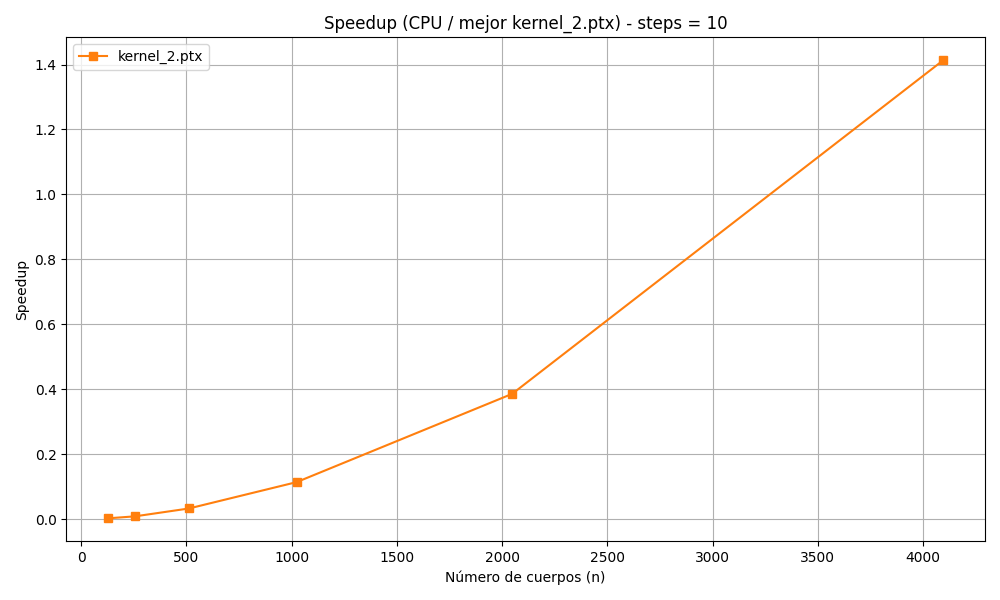 Speedup (CPU / mejor kernel_2.ptx) - steps = 10
kernel_2.ptx
1.4
1.2
1.0
0.8
0.6
0.4
0.2
0.0
Speedup
0 500 1000 1500 2000 2500 3000 3500 4000
Número de cuerpos (n)